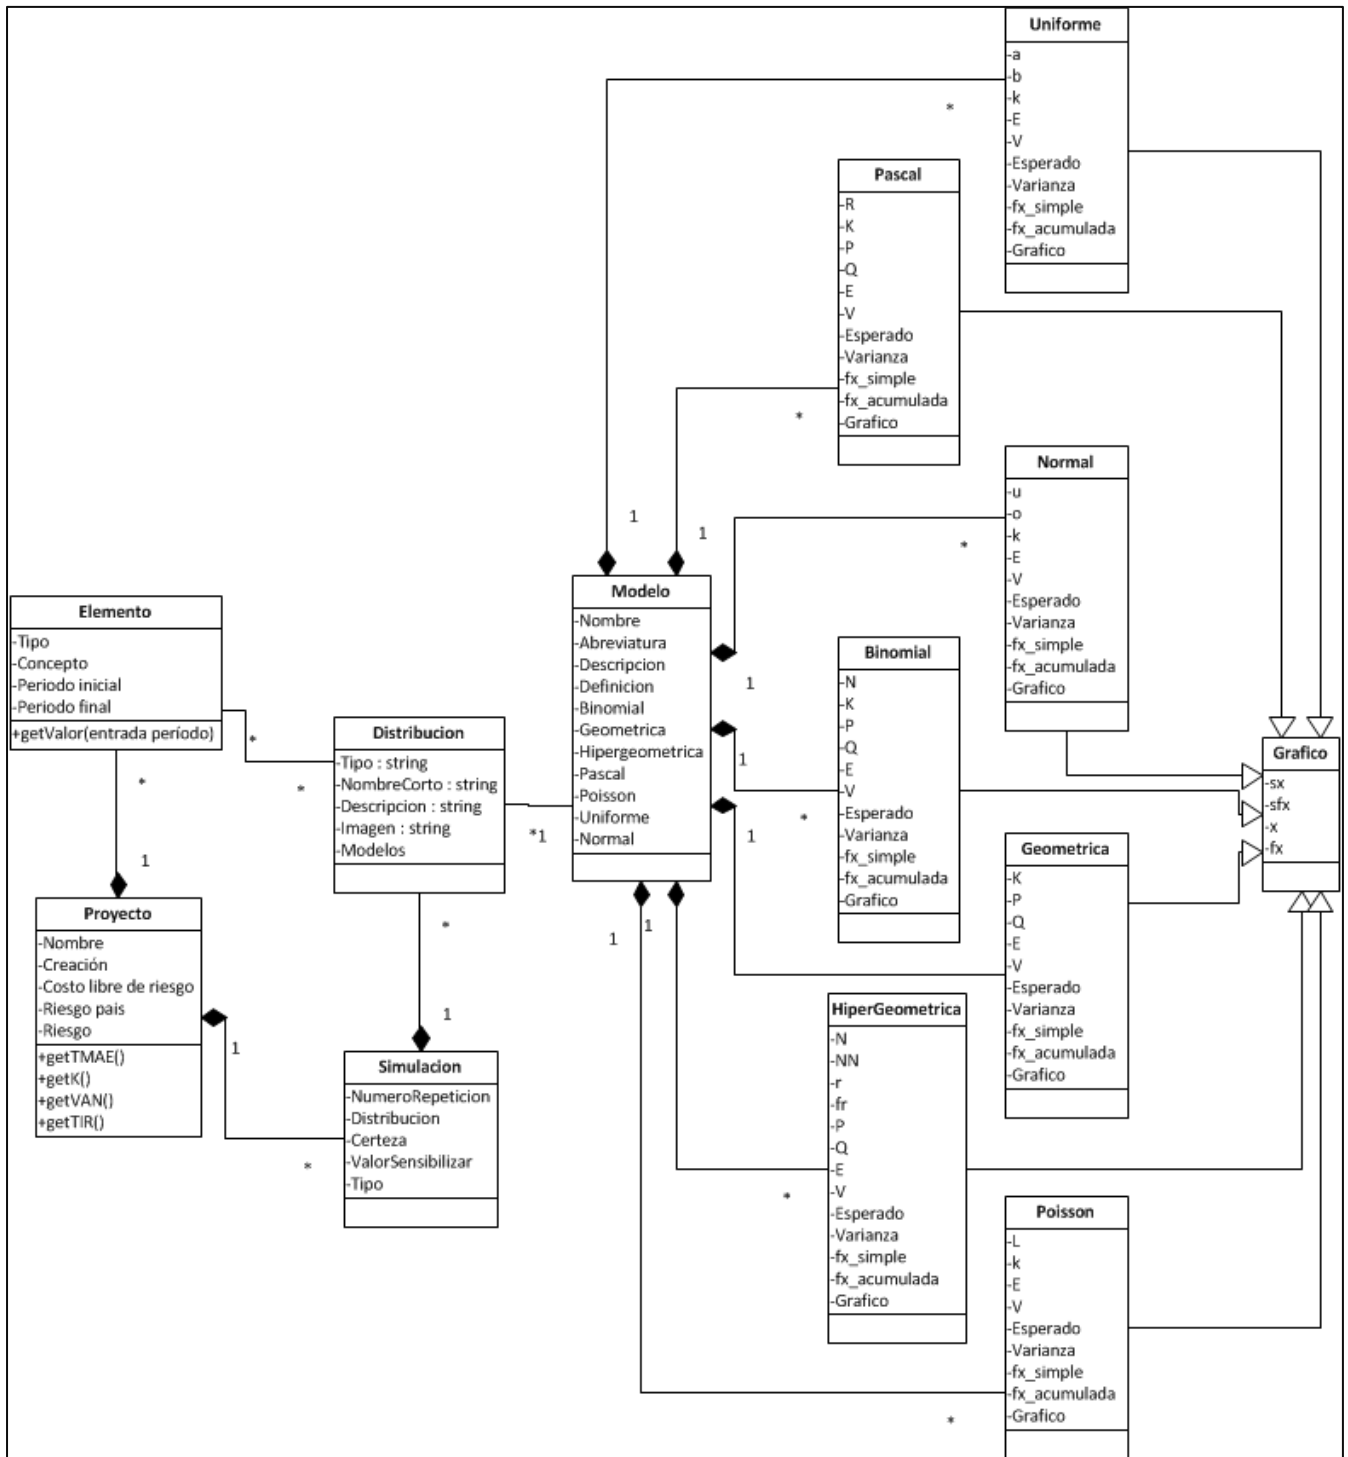 Uniforme
-a
-b
-k
-E
-V
-Esperado
-Varianza
-fx_simple
-fx_acumulada
-Grafico
*
Pascal
-R
-K
-P
-Q
-E
-V
-Esperado
-Varianza
-fx_simple
-fx_acumulada
-Grafico
*
1
1
Normal
-u
-o
-k
-E
-V
-Esperado
-Varianza
-fx_simple
-fx_acumulada
-Grafico
*
Modelo
-Nombre
-Abreviatura
-Descripcion
-Definicion
-Binomial
-Geometrica
-Hipergeometrica
-Pascal
-Poisson
-Uniforme
-Normal
1
1
1
1
1
Elemento
-Tipo
-Concepto
-Periodo inicial
-Periodo final
+getValor(entrada período)
*
*
*
1
Distribucion
-Tipo : string
-NombreCorto : string
-Descripcion : string
-Imagen : string
-Modelos
*1
*
1
Binomial
-N
-K
-P
-Q
-E
-V
-Esperado
-Varianza
-fx_simple
-fx_acumulada
-Grafico
*
Grafico
-sx
-sfx
-x
-fx
Geometrica
-K
-P
-Q
-E
-V
-Esperado
-Varianza
-fx_simple
-fx_acumulada
-Grafico
Proyecto
-Nombre
-Creación
-Costo libre de riesgo
-Riesgo pais
-Riesgo
+getTMAE()
+getK()
+getVAN()
+getTIR()
1
*
Simulacion
-NumeroRepeticion
-Distribucion
-Certeza
-ValorSensibilizar
-Tipo
HiperGeometrica
-N
-NN
-r
-fr
-P
-Q
-E
-V
-Esperado
-Varianza
-fx_simple
-fx_acumulada
-Grafico
*
Poisson
-L
-k
-E
-V
-Esperado
-Varianza
-fx_simple
-fx_acumulada
-Grafico
*